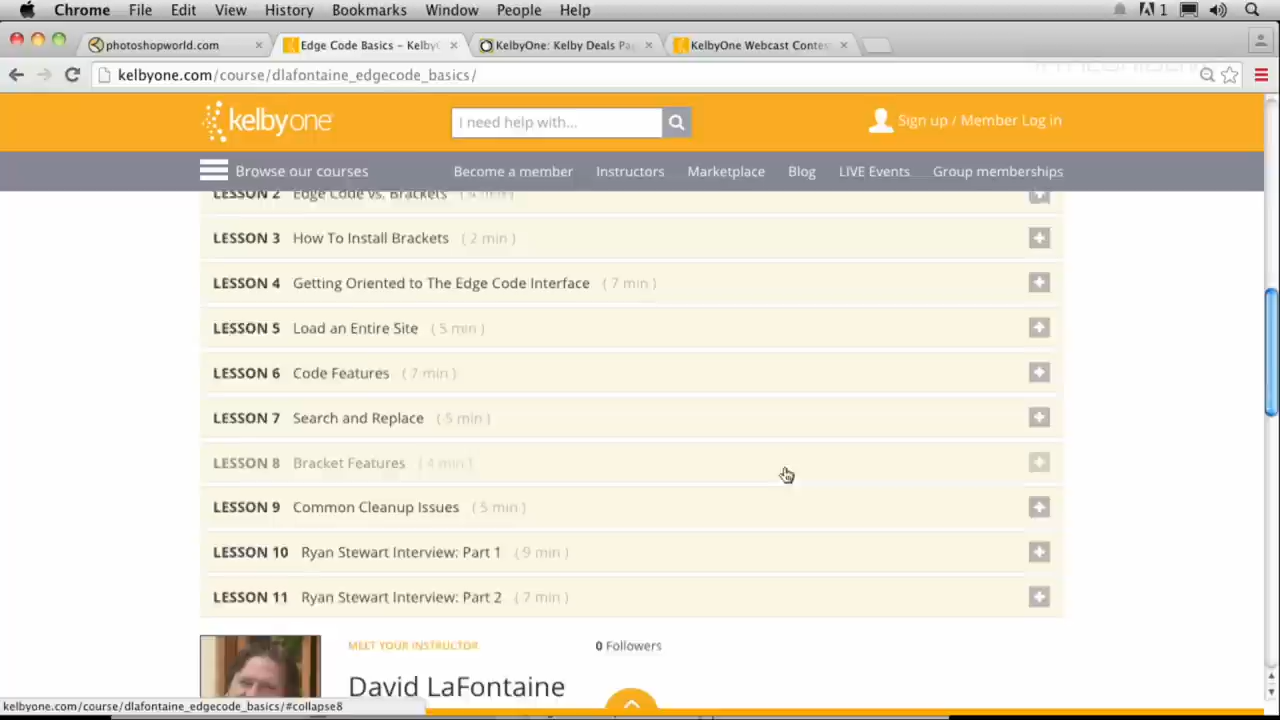 Chrome File Edit View History Bookmarks Window People Help 1
photoshopworld.com × Edge Code Basics – Kelby × KelbyOne: Kelby Deals Pa × KelbyOne Webcast Contes ×
kelbyone.com/course/dlafontaine_edgecode_basics/
kelbyone I need help with... Sign up / Member Log in
Browse our courses Become a member Instructors Marketplace Blog LIVE Events Group memberships
LESSON 2 Edge Code vs. Brackets
LESSON 3 How To Install Brackets ( 2 min )
LESSON 4 Getting Oriented to The Edge Code Interface ( 7 min )
LESSON 5 Load an Entire Site ( 5 min )
LESSON 6 Code Features ( 7 min )
LESSON 7 Search and Replace ( 5 min )
LESSON 8 Bracket Features ( 4 min )
LESSON 9 Common Cleanup Issues ( 5 min )
LESSON 10 Ryan Stewart Interview: Part 1 ( 9 min )
LESSON 11 Ryan Stewart Interview: Part 2 ( 7 min )
MEET YOUR INSTRUCTOR 0 Followers
David LaFontaine
kelbyone.com/course/dlafontaine_edgecode_basics/#collapse8